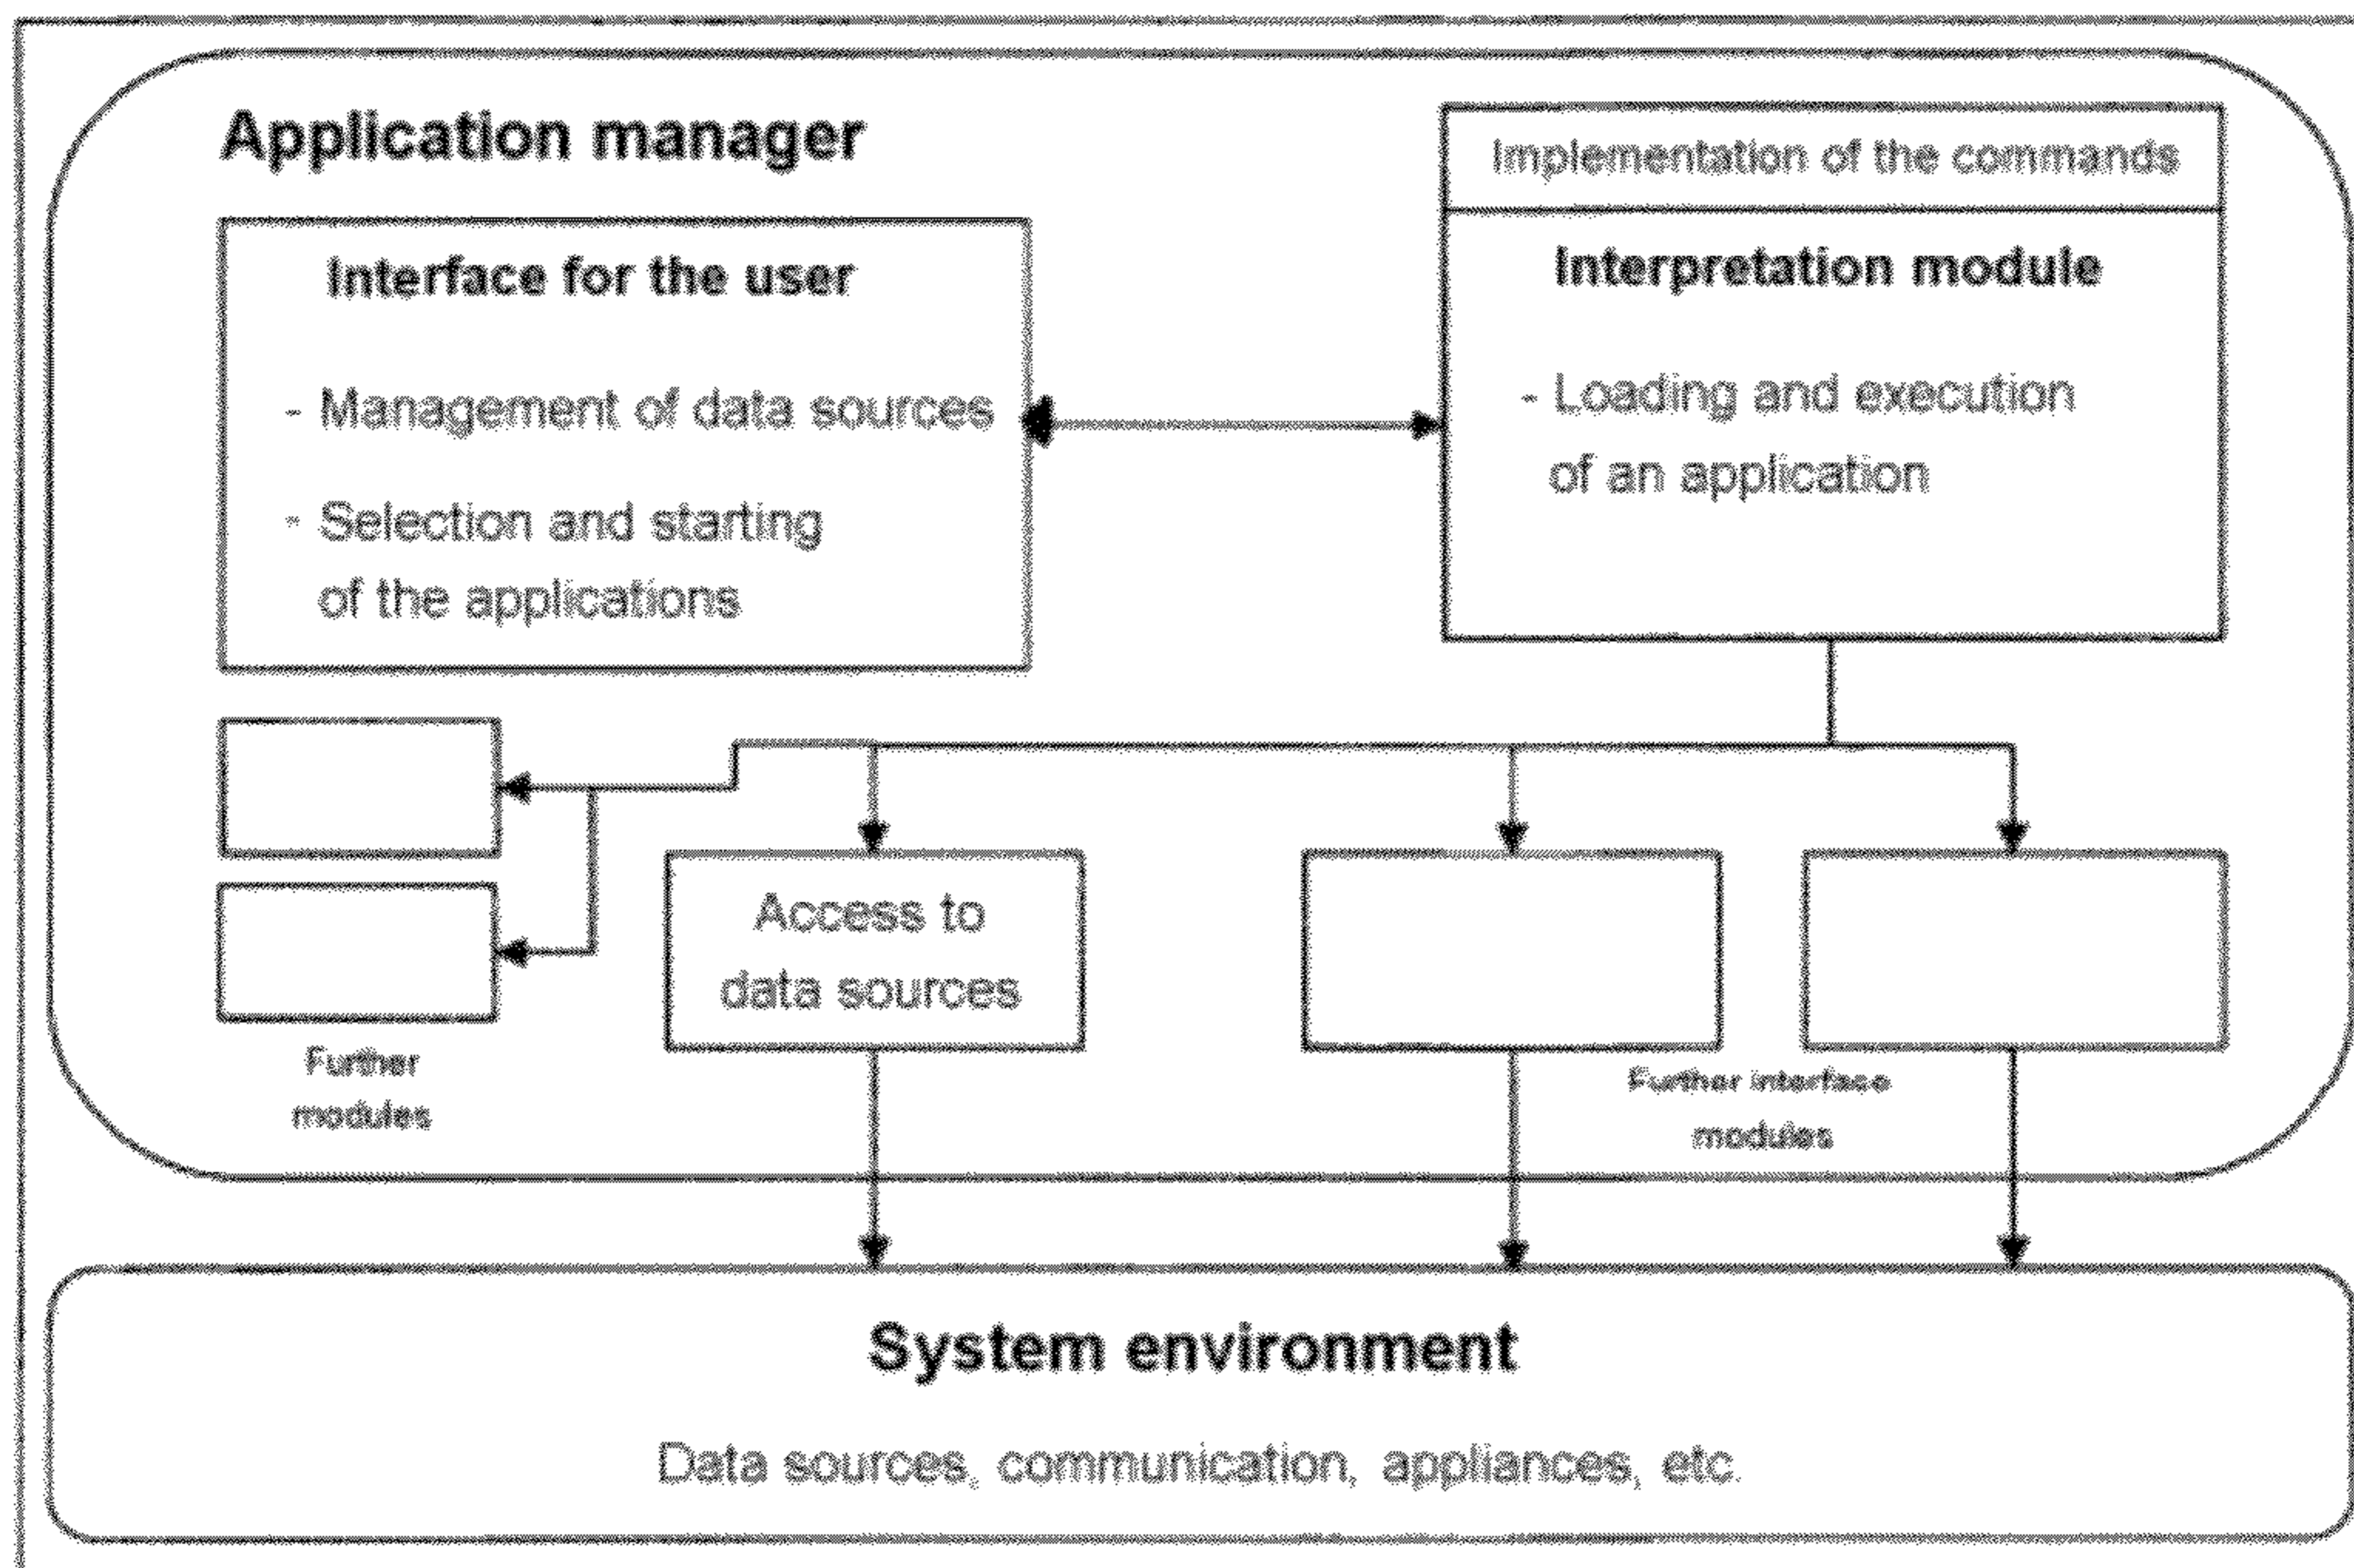 Application manager
Interface for the user
- Management of data sources
- Selection and starting
of the applications
Implementation of the commands
Interpretation module
- Loading and execution
of an application
Access to
data sources
Further
modules
Further interface
modules
System environment
Data sources, communication, appliances, etc.